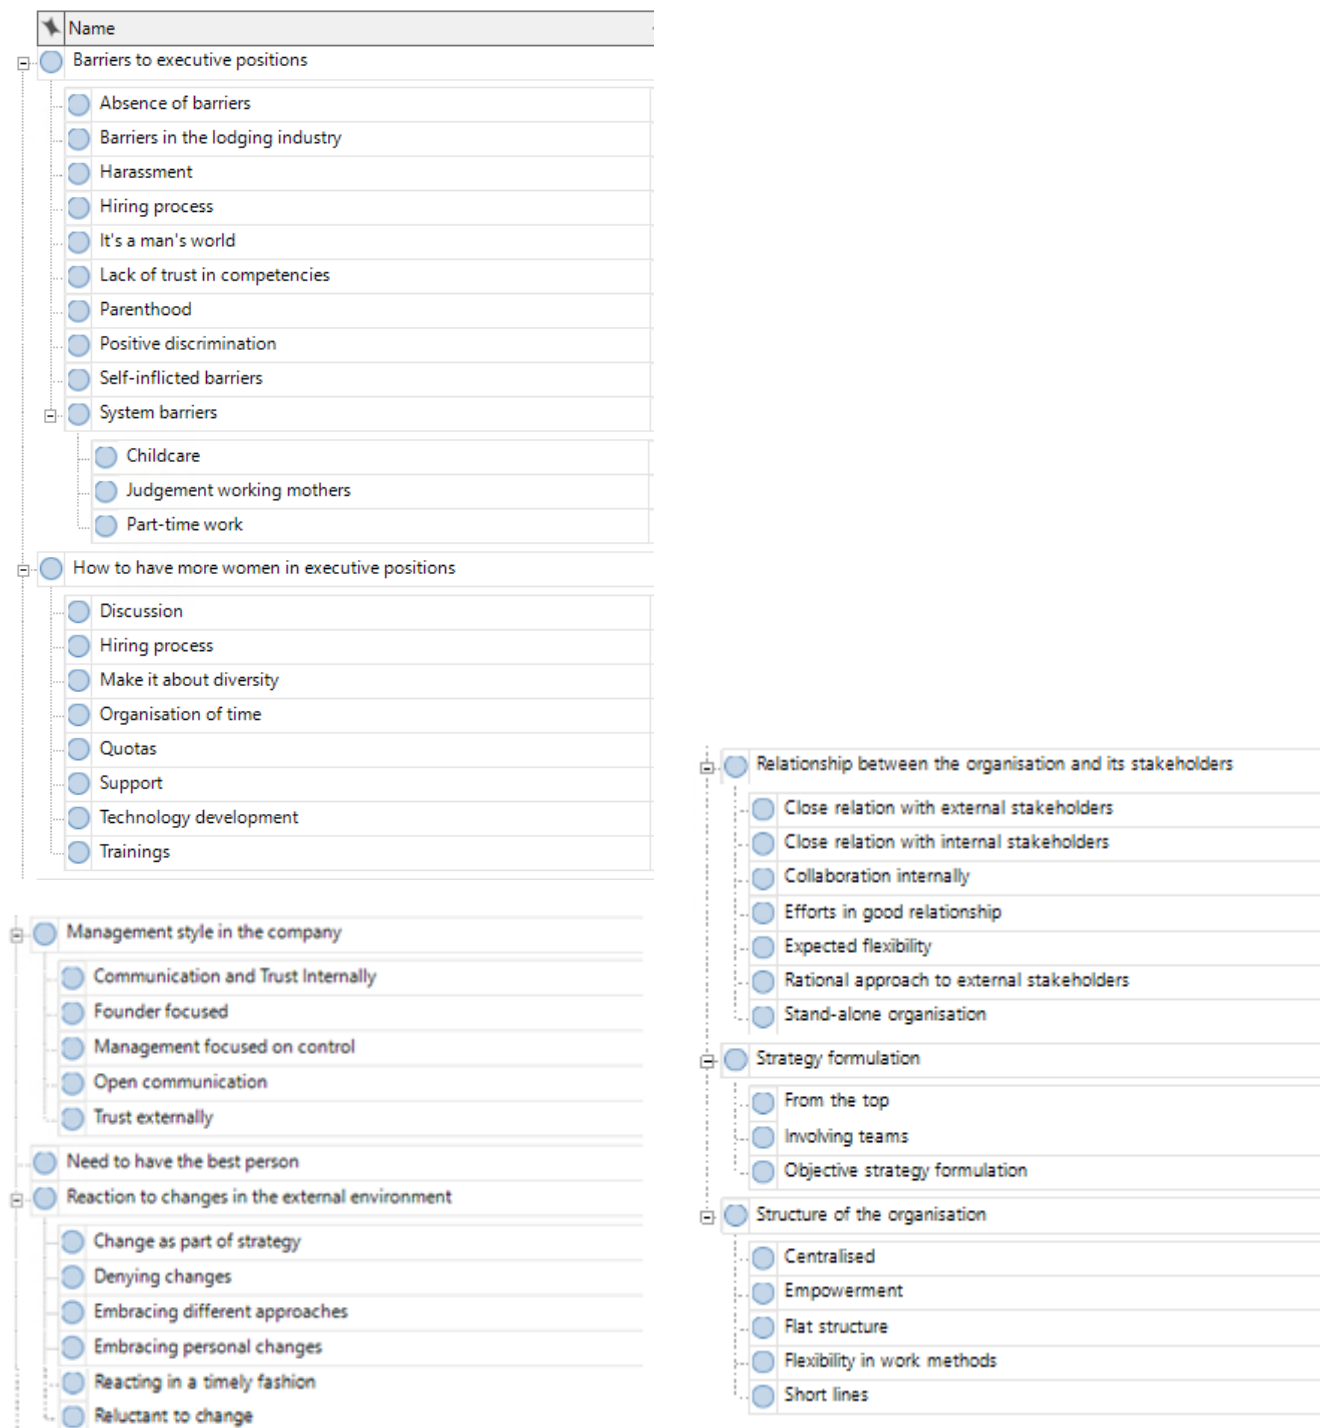 Name
Barriers to executive positions
Absence of barriers
Barriers in the lodging industry
Harassment
Hiring process
It's a man's world
Lack of trust in competencies
Parenthood
Positive discrimination
Self-inflicted barriers
System barriers
Childcare
Judgement working mothers
Part-time work
How to have more women in executive positions
Discussion
Hiring process
Make it about diversity
Organisation of time
Quotas
Support
Technology development
Trainings
Management style in the company
Communication and Trust Internally
Founder focused
Management focused on control
Open communication
Trust externally
Need to have the best person
Reaction to changes in the external environment
Change as part of strategy
Denying changes
Embracing different approaches
Embracing personal changes
Reacting in a timely fashion
Reluctant to change
Relationship between the organisation and its stakeholders
Close relation with external stakeholders
Close relation with internal stakeholders
Collaboration internally
Efforts in good relationship
Expected flexibility
Rational approach to external stakeholders
Stand-alone organisation
Strategy formulation
From the top
Involving teams
Objective strategy formulation
Structure of the organisation
Centralised
Empowerment
Flat structure
Flexibility in work methods
Short lines